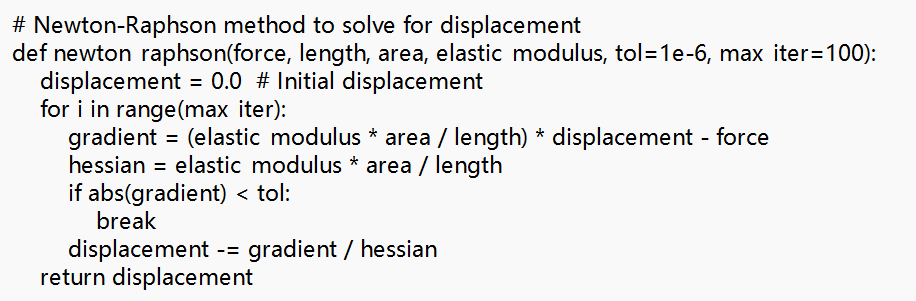 # Newton-Raphson method to solve for displacement
def newton raphson(force, length, area, elastic modulus, tol=1e-6, max iter=100):
displacement = 0.0  # Initial displacement
for i in range(max iter):
gradient = (elastic modulus * area / length) * displacement - force
hessian = elastic modulus * area / length
if abs(gradient) < tol:
break
displacement -= gradient / hessian
return displacement